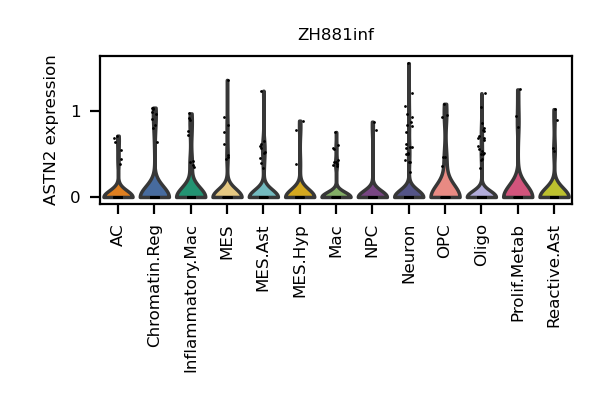 ZH881inf
ASTN2 expression
1
0
AC
Chromatin.Reg
Inflammatory.Mac
MES
MES.Ast
MES.Hyp
Mac
NPC
Neuron
OPC
Oligo
Prolif.Metab
Reactive.Ast